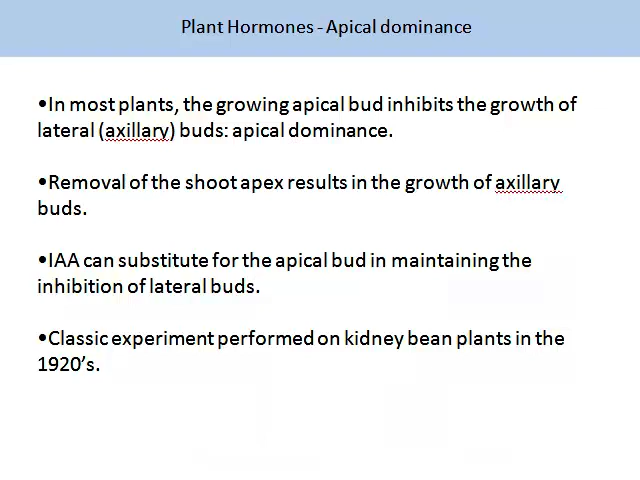 Plant Hormones - Apical dominance
•In most plants, the growing apical bud inhibits the growth of
lateral (axillary) buds: apical dominance.
•Removal of the shoot apex results in the growth of axillary
buds.
•IAA can substitute for the apical bud in maintaining the
inhibition of lateral buds.
•Classic experiment performed on kidney bean plants in the
1920’s.